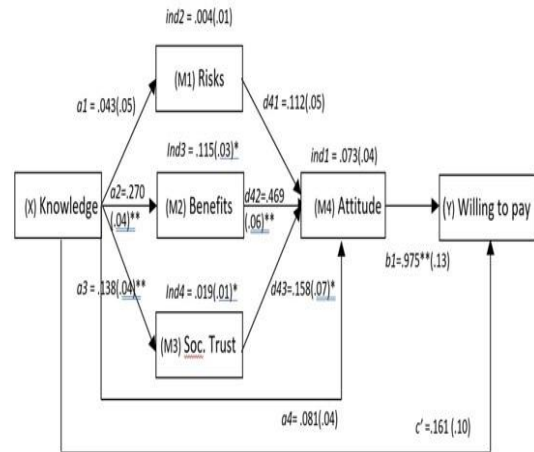 ind2 = .004(.01)
(M1) Risks
a1 = .043(.05)
d41=.112(.05)
Ind3 = .115(.03)*
ind1 = .073(.04)
(X) Knowledge
a2=.270
(.04)**
(M2) Benefits
d42=.469
(.06)**
(M4) Attitude
(Y) Willing to pay
b1=.975**(.13)
a3=.138(.04)**
Ind4 = .019(.01)*
d43=.158(.07)*
(M3) Soc. Trust
a4=.081(.04)
c'=.161 (.10)